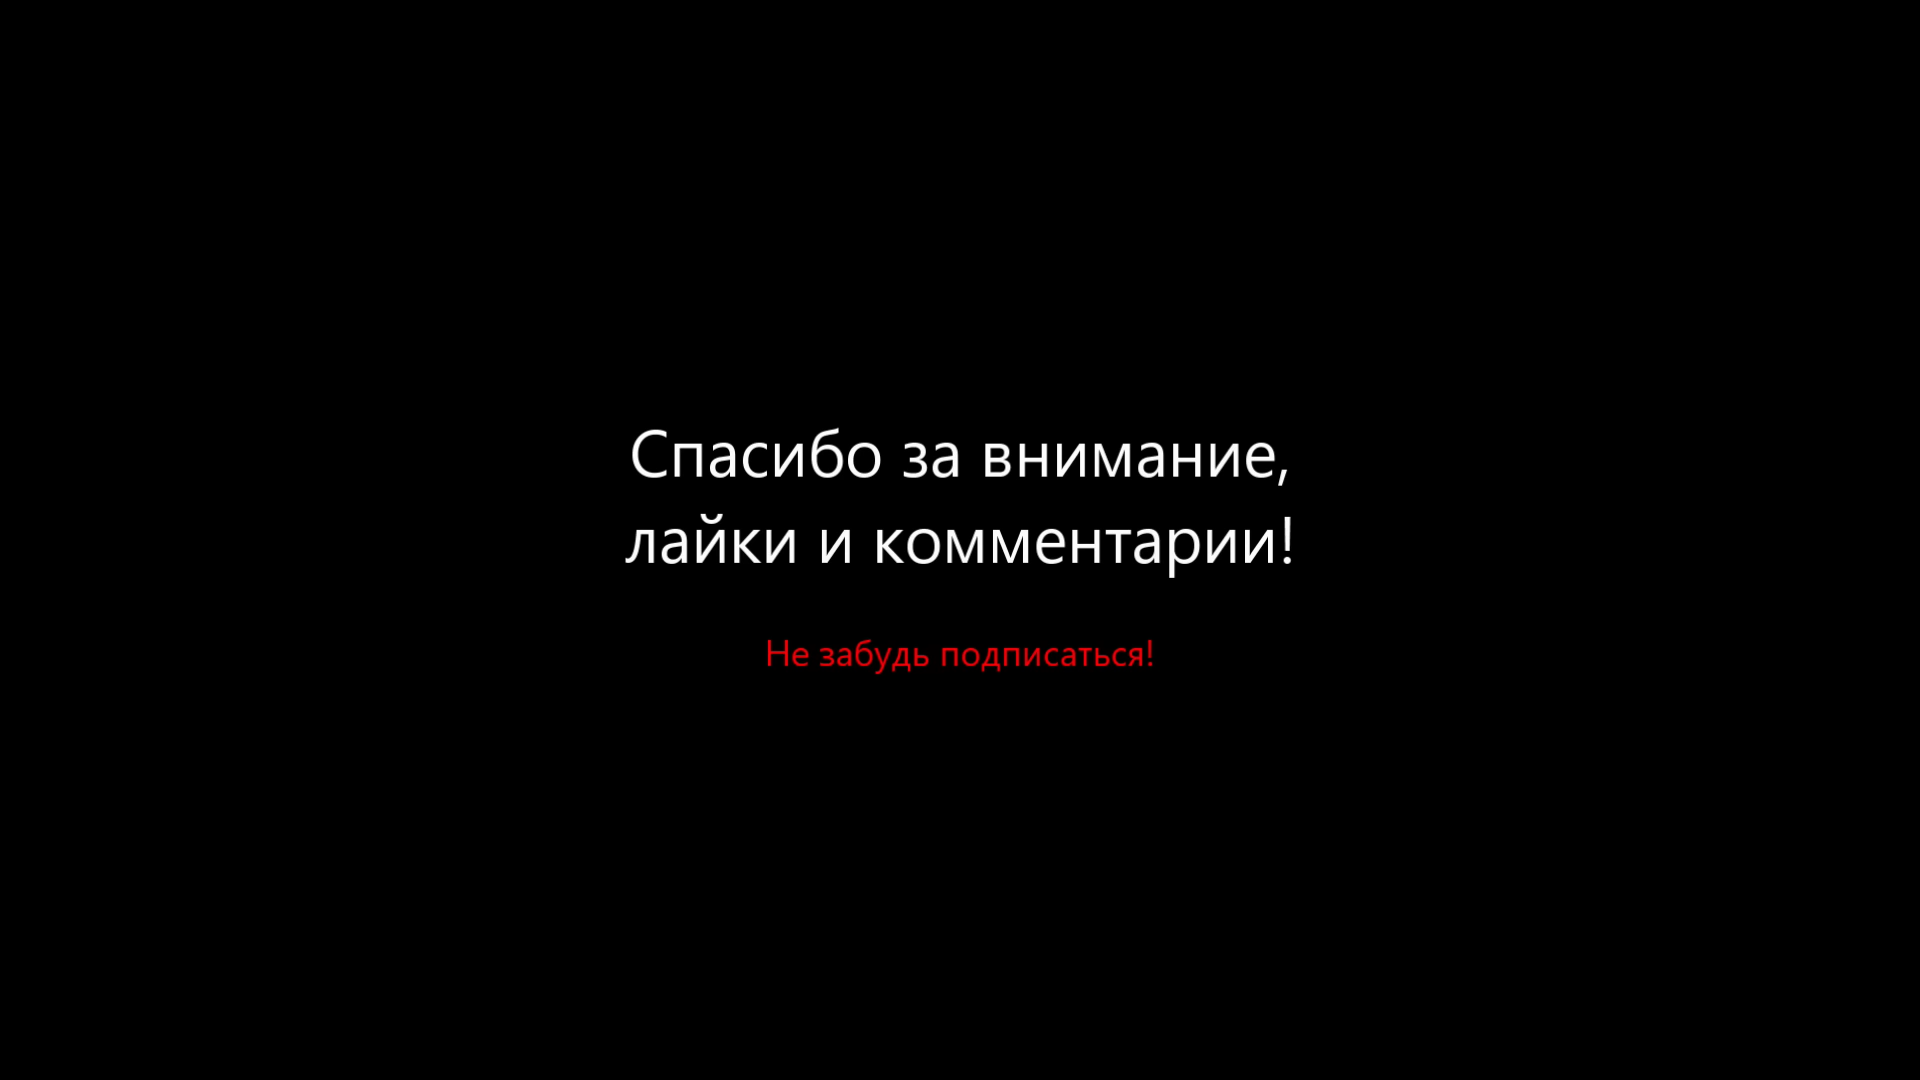 Спасибо за внимание,
лайки и комментарии!
Не забудь подписаться!